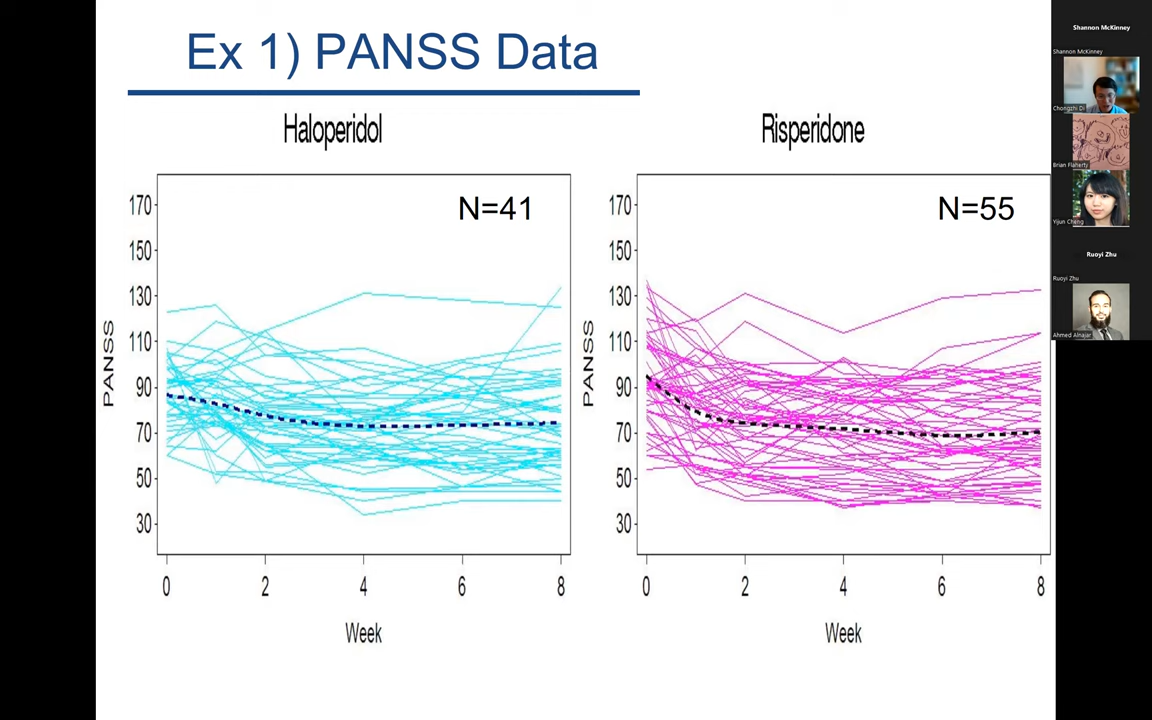 Ex 1) PANSS Data
Haloperidol
N=41
170
150
130
110
90
70
50
30
PANSS
0 2 4 6 8
Week
Risperidone
N=55
170
150
130
110
90
70
50
30
PANSS
0 2 4 6 8
Week
Shannon McKinney
Shannon McKinney
Chongzhi Di
Brian Flaherty
Yijun Cheng
Ruoyi Zhu
Ruoyi Zhu
Ahmed Alnajar